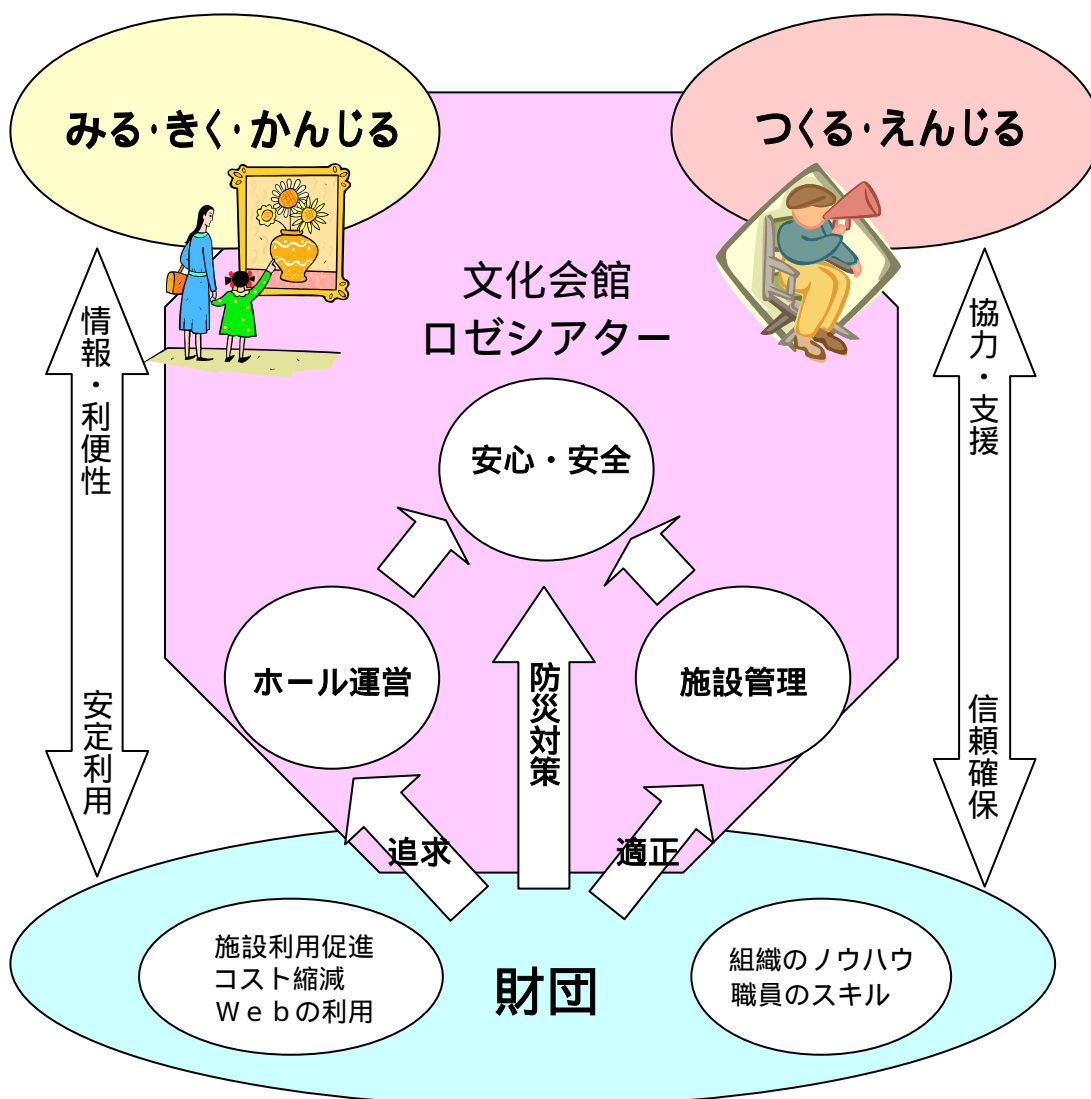 みる・きく・かんじる
つくる・えんじる
文化会館
ロゼシアター
情報・利便性
安定利用
協力・支援
信頼確保
安心・安全
ホール運営
防災対策
施設管理
追求
適正
施設利用促進
コスト縮減
Ｗｅｂの利用
財団
組織のノウハウ
職員のスキル